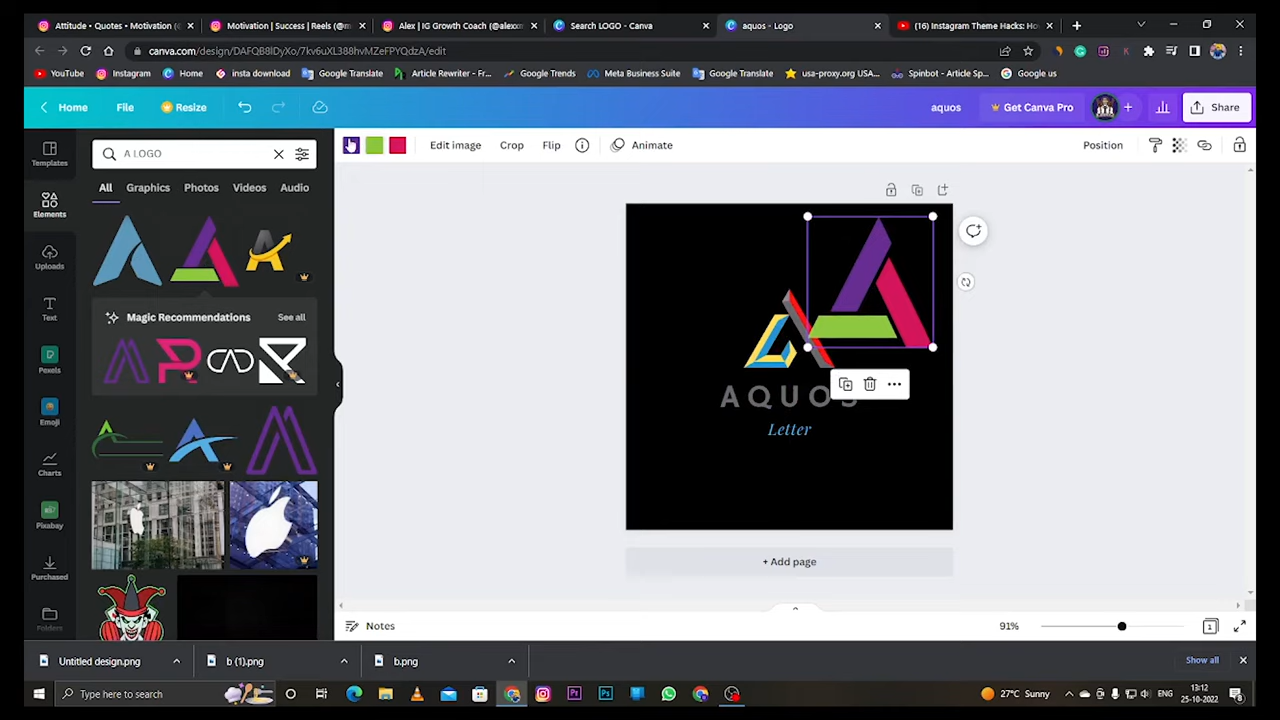 Attitude • Quotes • Motivation (
Motivation | Success | Reels (@m
Alex | IG Growth Coach (@alexxm
Search LOGO - Canva
aquos - Logo
(16) Instagram Theme Hacks: Ho
canva.com/design/DAFQB8lDyXo/7kv6uXL388hvMZeFPYQdzA/edit
YouTube
Instagram
Home
insta download
Google Translate
Article Rewriter - Fr...
Google Trends
Meta Business Suite
Google Translate
usa-proxy.org USA...
Spinbot - Article Sp...
Google us
Home
File
Resize
aquos
Get Canva Pro
Share
Templates
Elements
Uploads
Text
Pexels
Emoji
Charts
Pixabay
Purchased
Folders
A LOGO
All
Graphics
Photos
Videos
Audio
Magic Recommendations
See all
Edit image
Crop
Flip
Animate
Position
AQUOS
Letter
+ Add page
Notes
91%
1
Untitled design.png
b (1).png
b.png
Show all
Type here to search
27°C Sunny
ENG
13:12
25-10-2022